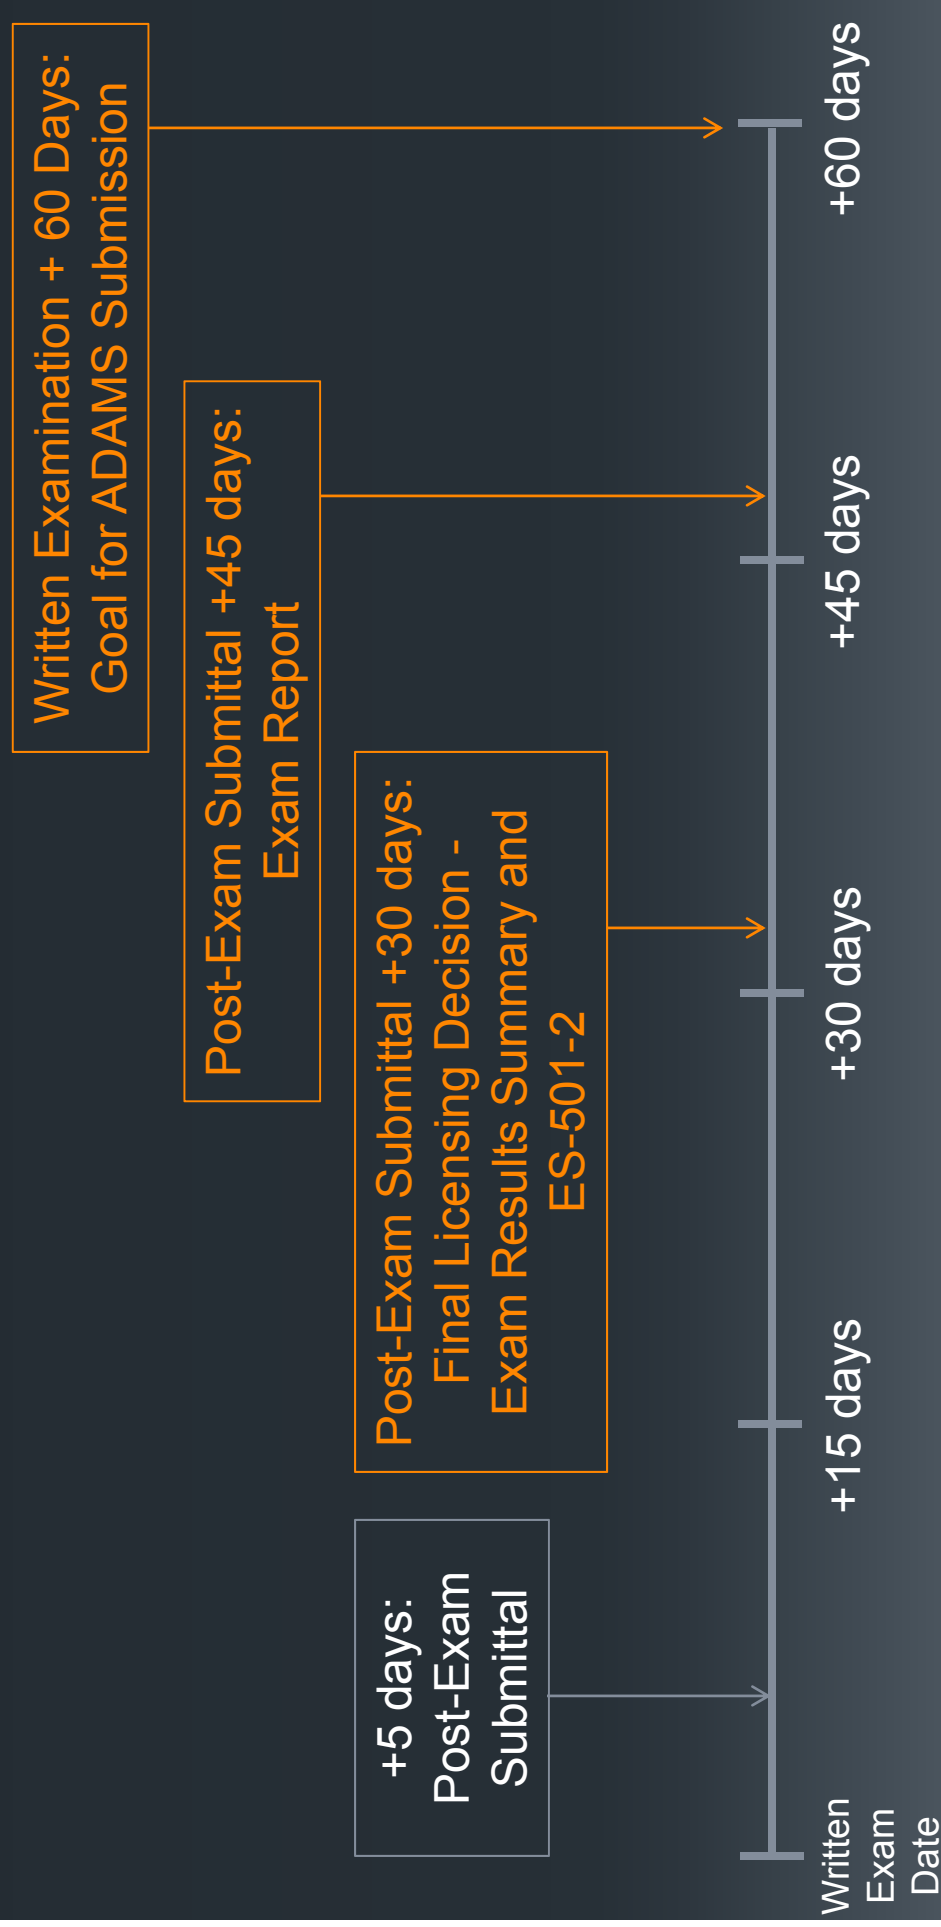 Written Examination + 60 Days:
Goal for ADAMS Submission
Post-Exam Submittal +45 days:
Exam Report
Post-Exam Submittal +30 days:
Final Licensing Decision -
Exam Results Summary and
ES-501-2
+5 days:
Post-Exam
Submittal
Written
Exam
Date
+15 days
+30 days
+45 days
+60 days